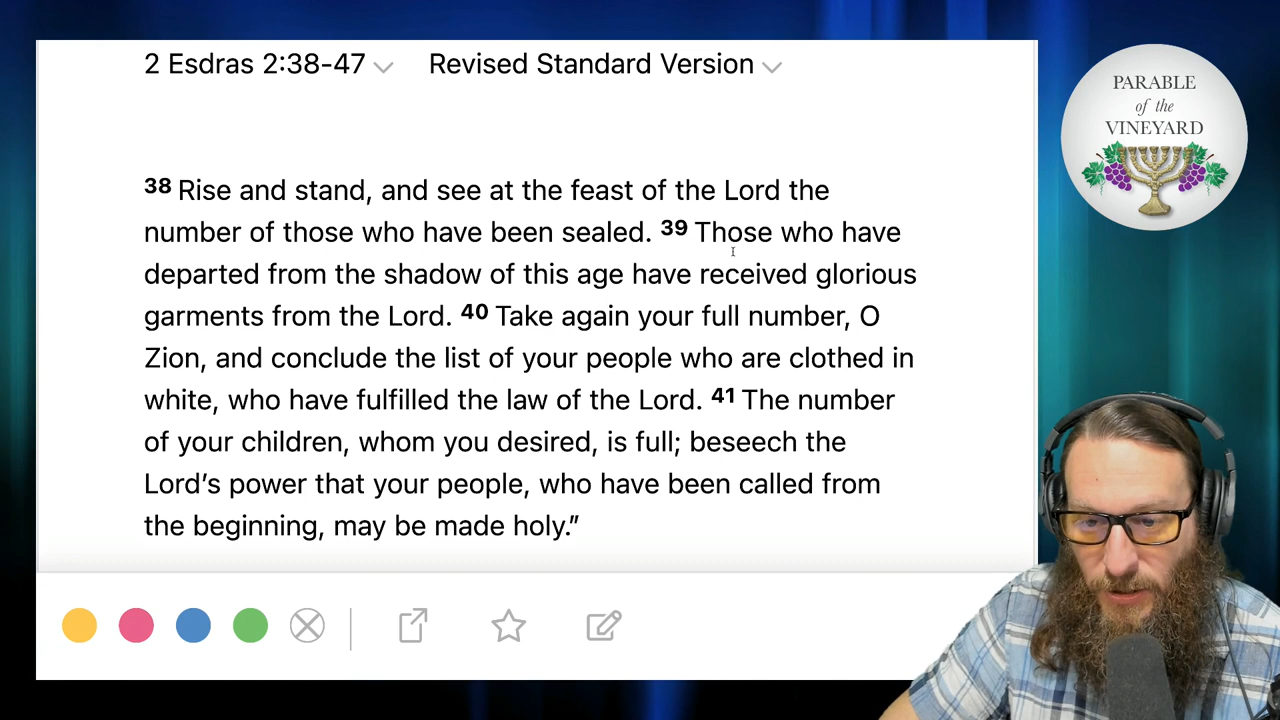 2 Esdras 2:38-47 Revised Standard Version
38 Rise and stand, and see at the feast of the Lord the
number of those who have been sealed. 39 Those who have
departed from the shadow of this age have received glorious
garments from the Lord. 40 Take again your full number, O
Zion, and conclude the list of your people who are clothed in
white, who have fulfilled the law of the Lord. 41 The number
of your children, whom you desired, is full; beseech the
Lord’s power that your people, who have been called from
the beginning, may be made holy.”
PARABLE
of the
VINEYARD